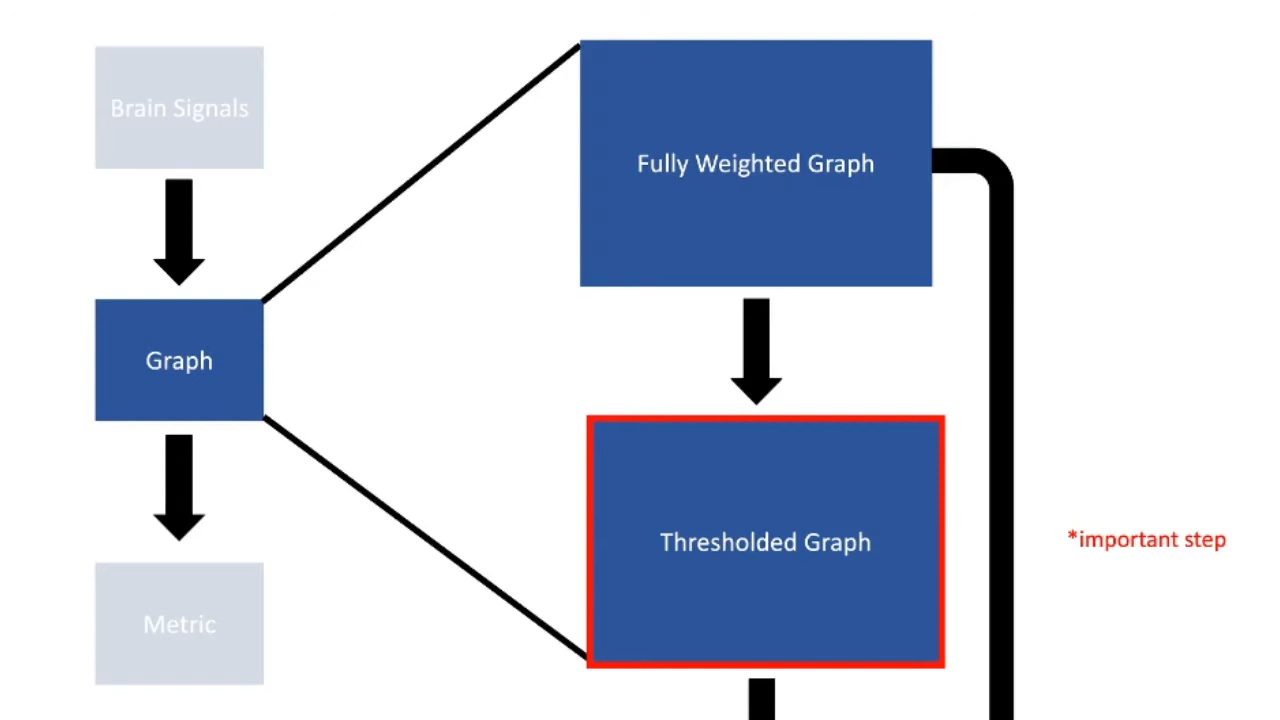 Brain Signals
Graph
Metric
Fully Weighted Graph
Thresholded Graph
*important step